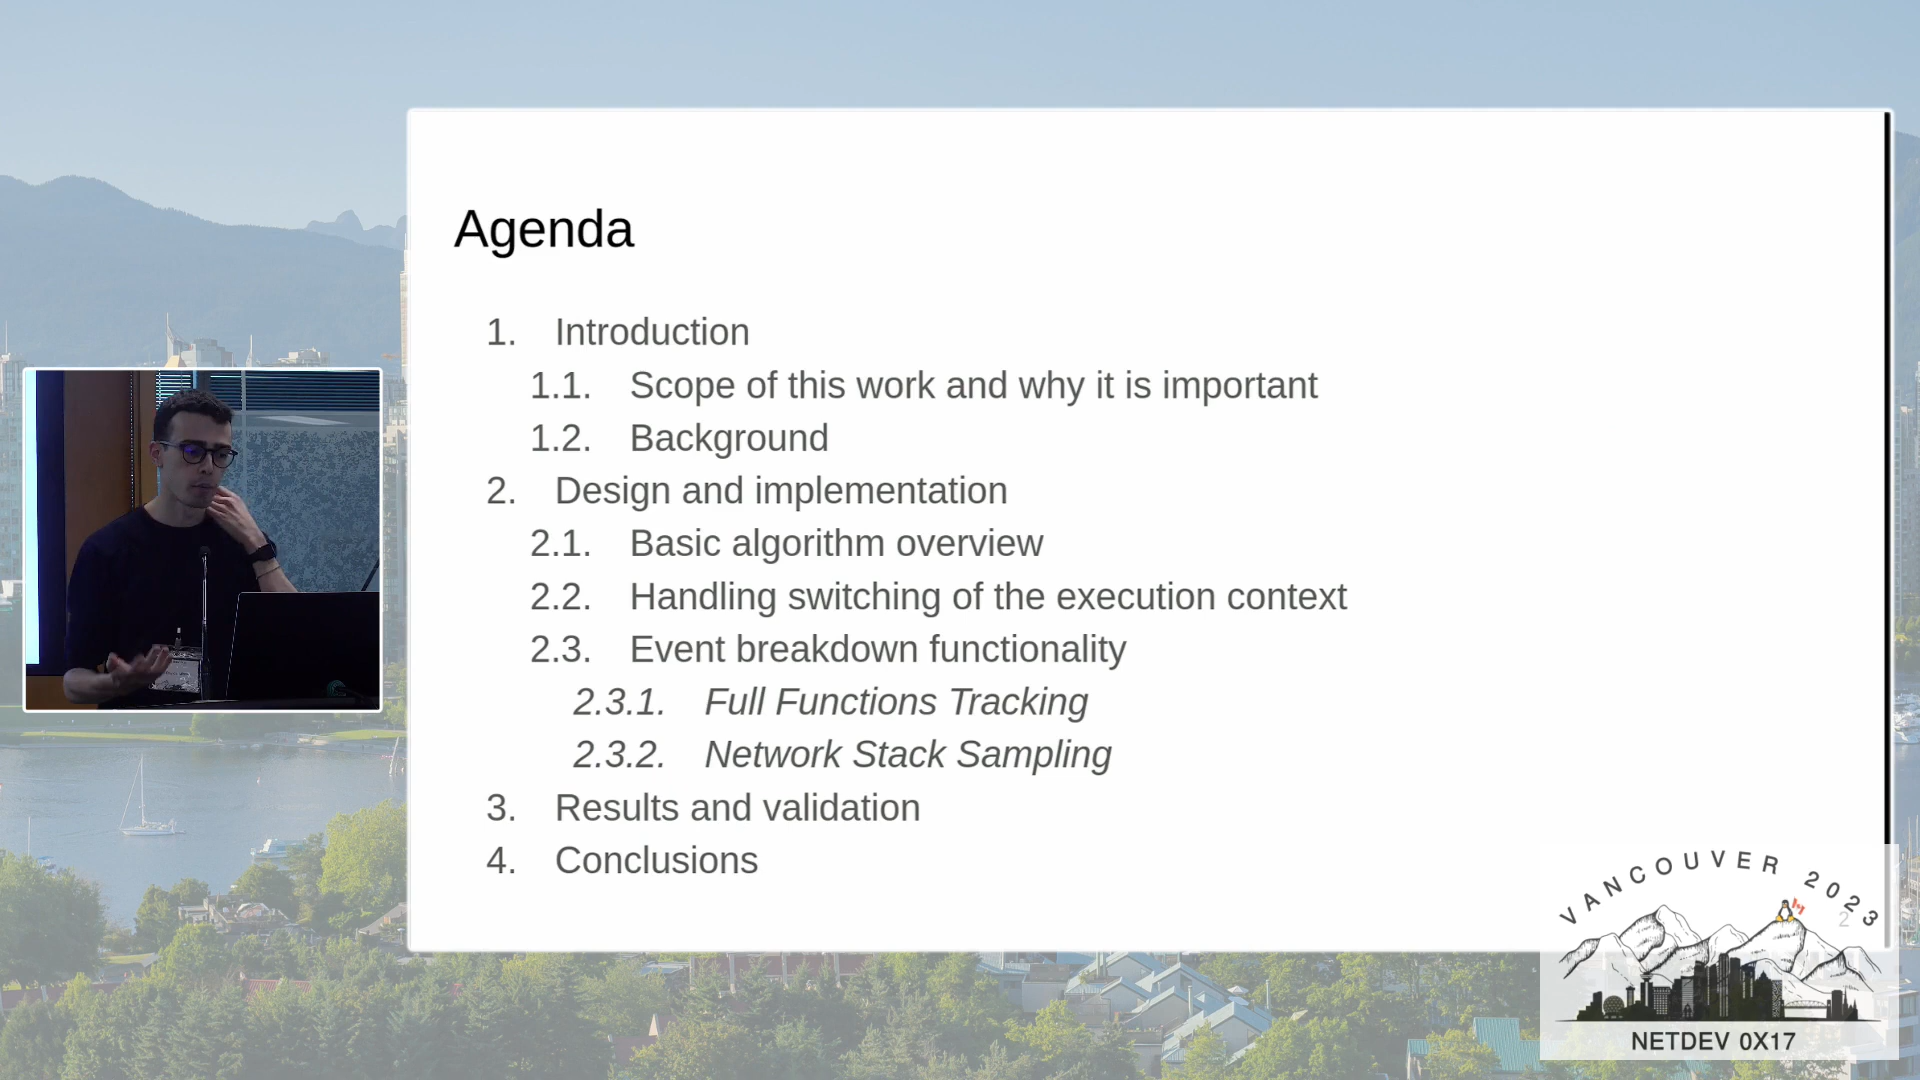 Agenda
1. Introduction
1.1. Scope of this work and why it is important
1.2. Background
2. Design and implementation
2.1. Basic algorithm overview
2.2. Handling switching of the execution context
2.3. Event breakdown functionality
2.3.1. Full Functions Tracking
2.3.2. Network Stack Sampling
3. Results and validation
4. Conclusions
VANCOUVER 2023
2
NETDEV 0X17